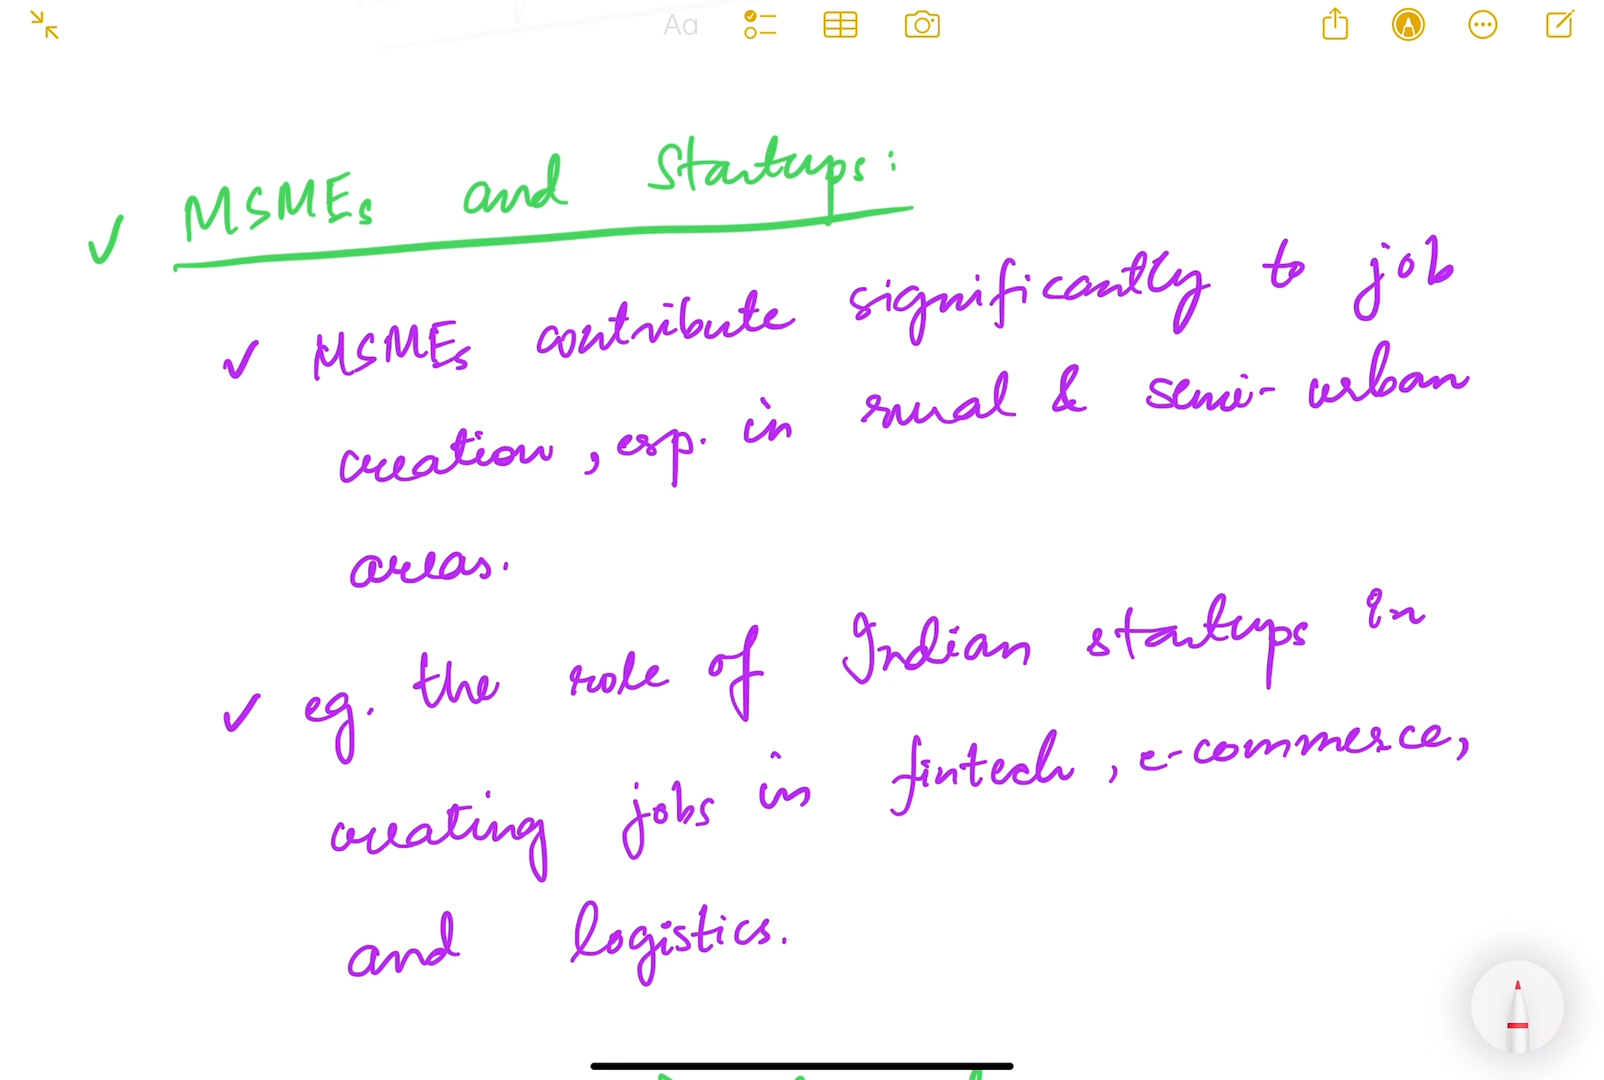 Aa
✓ MSMEs and Startups:
✓ MSMEs contribute significantly to job
creation, esp. in rural & semi-urban
areas.
✓ eg. the role of Indian startups in
creating jobs in fintech, e-commerce,
and logistics.